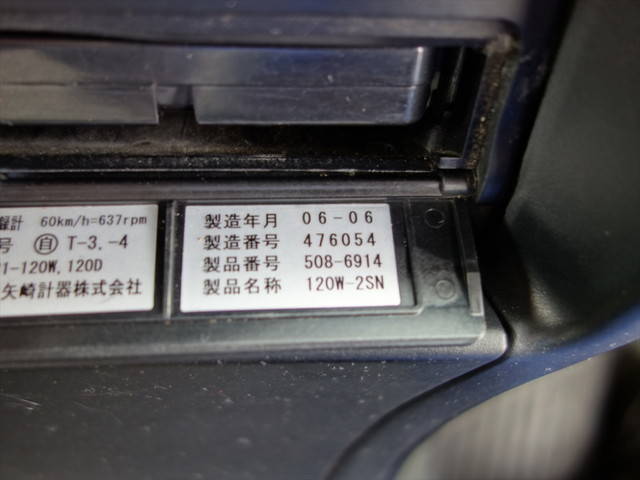 録計 60km/h=637rpm
号 自 T-3,-4
1-120W,120D
矢崎計器株式会社
製造年月 06-06
製造番号 476054
製品番号 508-6914
製品名称 120W-2SN